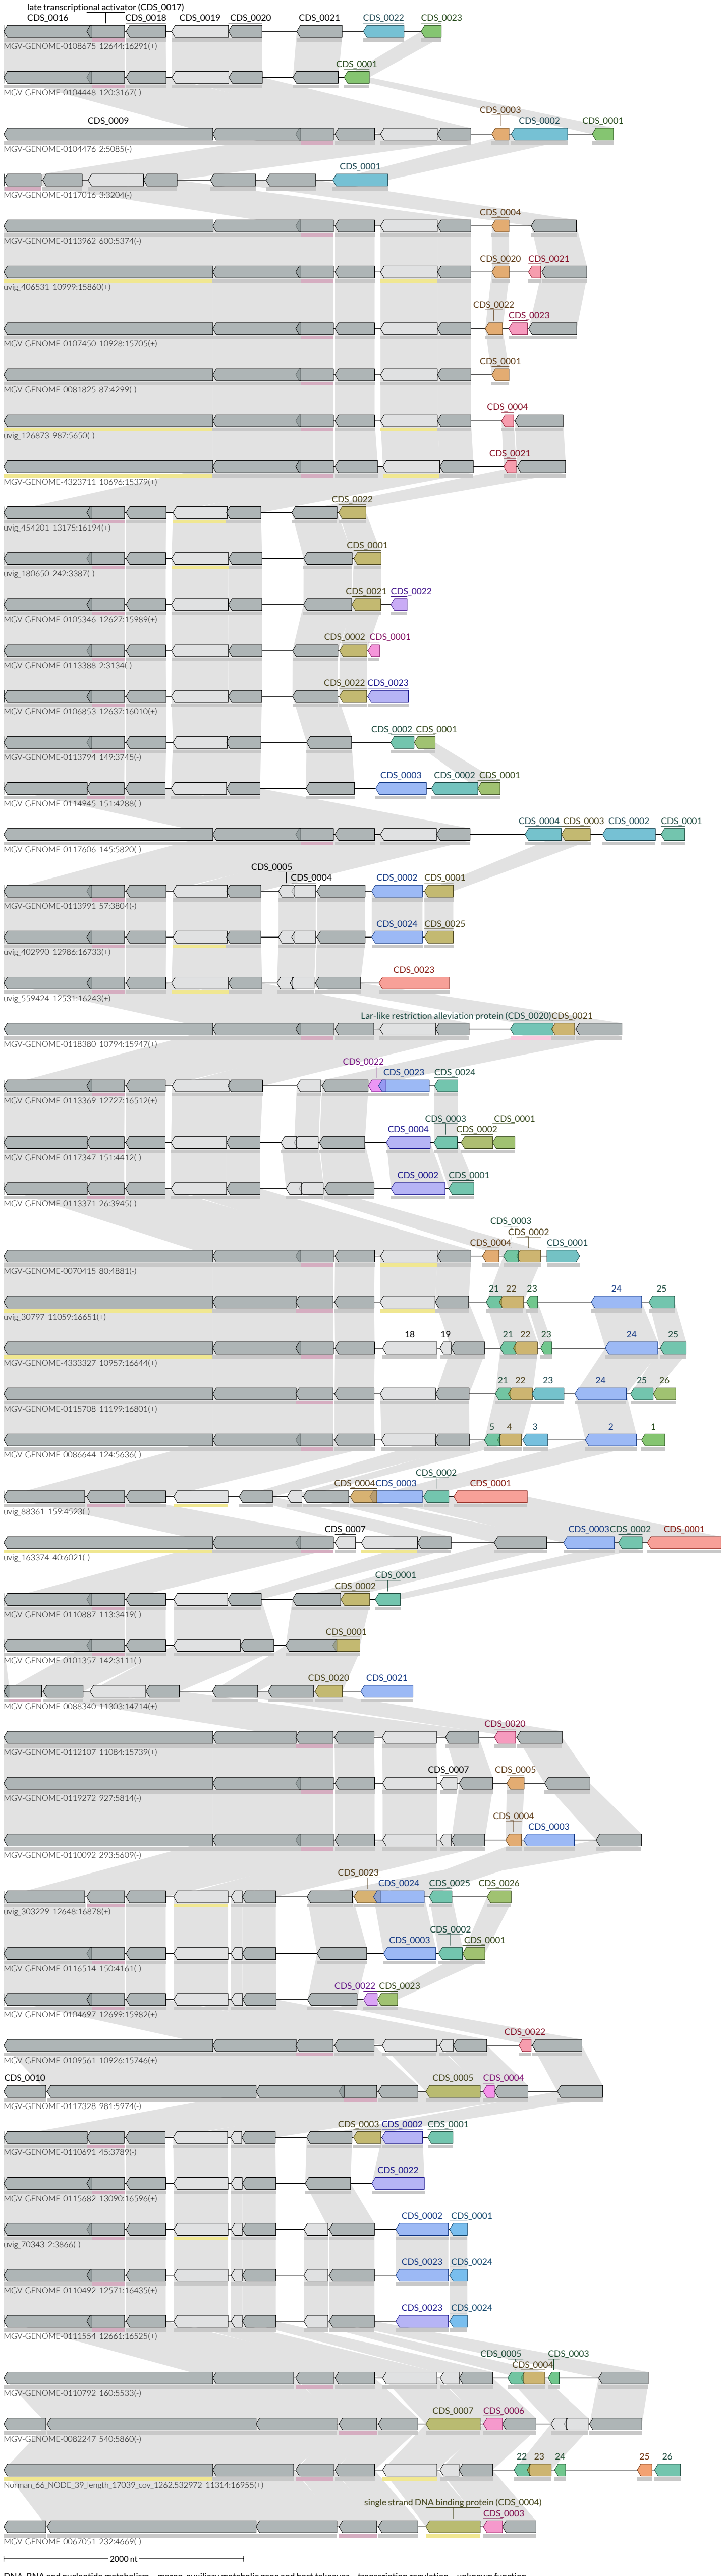 late transcriptional activator (CDS_0017)
CDS_0016 CDS_0018 CDS_0019 CDS_0020 CDS_0021 CDS_0022 CDS_0023
MGV-GENOME-0108675 12644:16291(+)
CDS_0001
MGV-GENOME-0104448 120:3167(-)
CDS_0003
CDS_0009 CDS_0002 CDS_0001
MGV-GENOME-0104476 2:5085(-)
CDS_0001
MGV-GENOME-0117016 3:3204(-)
CDS_0004
MGV-GENOME-0113962 600:5374(-)
CDS_0020 CDS_0021
uvig_406531 10999:15860(+)
CDS_0022
CDS_0023
MGV-GENOME-0107450 10928:15705(+)
CDS_0001
MGV-GENOME-0081825 87:4299(-)
CDS_0004
uvig_126873 987:5650(-)
CDS_0021
MGV-GENOME-4323711 10696:15379(+)
CDS_0022
uvig_454201 13175:16194(+)
CDS_0001
uvig_180650 242:3387(-)
CDS_0021 CDS_0022
MGV-GENOME-0105346 12627:15989(+)
CDS_0002 CDS_0001
MGV-GENOME-0113388 2:3134(-)
CDS_0022 CDS_0023
MGV-GENOME-0106853 12637:16010(+)
CDS_0002 CDS_0001
MGV-GENOME-0113794 149:3745(-)
CDS_0003 CDS_0002 CDS_0001
MGV-GENOME-0114945 151:4288(-)
CDS_0004 CDS_0003 CDS_0002 CDS_0001
MGV-GENOME-0117606 145:5820(-)
CDS_0005
CDS_0004 CDS_0002 CDS_0001
MGV-GENOME-0113991 57:3804(-)
CDS_0024 CDS_0025
uvig_402990 12986:16733(+)
CDS_0023
uvig_559424 12531:16243(+)
Lar-like restriction alleviation protein (CDS_0020) CDS_0021
MGV-GENOME-0118380 10794:15947(+)
CDS_0022
CDS_0023 CDS_0024
MGV-GENOME-0113369 12727:16512(+)
CDS_0003 CDS_0001
CDS_0004 CDS_0002
MGV-GENOME-0117347 151:4412(-)
CDS_0002 CDS_0001
MGV-GENOME-0113371 26:3945(-)
CDS_0003
CDS_0002
CDS_0004 CDS_0001
MGV-GENOME-0070415 80:4881(-)
21 22 23 24 25
uvig_30797 11059:16651(+)
18 19 21 22 23 24 25
MGV-GENOME-4333327 10957:16644(+)
21 22 23 24 25 26
MGV-GENOME-0115708 11199:16801(+)
5 4 3 2 1
MGV-GENOME-0086644 124:5636(-)
CDS_0002
CDS_0004 CDS_0003 CDS_0001
uvig_88361 159:4523(-)
CDS_0007 CDS_0003 CDS_0002 CDS_0001
uvig_163374 40:6021(-)
CDS_0001
CDS_0002
MGV-GENOME-0110887 113:3419(-)
CDS_0001
MGV-GENOME-0101357 142:3111(-)
CDS_0020 CDS_0021
MGV-GENOME-0088340 11303:14714(+)
CDS_0020
MGV-GENOME-0112107 11084:15739(+)
CDS_0007 CDS_0005
MGV-GENOME-0119272 927:5814(-)
CDS_0004
CDS_0003
MGV-GENOME-0110092 293:5609(-)
CDS_0023
CDS_0024 CDS_0025 CDS_0026
uvig_303229 12648:16878(+)
CDS_0002
CDS_0003 CDS_0001
MGV-GENOME-0116514 150:4161(-)
CDS_0022 CDS_0023
MGV-GENOME-0104697 12699:15982(+)
CDS_0022
MGV-GENOME-0109561 10926:15746(+)
CDS_0010 CDS_0005 CDS_0004
MGV-GENOME-0117328 981:5974(-)
CDS_0003 CDS_0002 CDS_0001
MGV-GENOME-0110691 45:3789(-)
CDS_0022
MGV-GENOME-0115682 13090:16596(+)
CDS_0002 CDS_0001
uvig_70343 2:3866(-)
CDS_0023 CDS_0024
MGV-GENOME-0110492 12571:16435(+)
CDS_0023 CDS_0024
MGV-GENOME-0111554 12661:16525(+)
CDS_0005 CDS_0003
CDS_0004
MGV-GENOME-0110792 160:5533(-)
CDS_0007 CDS_0006
MGV-GENOME-0082247 540:5860(-)
22 23 24 25 26
Norman_66_NODE_39_length_17039_cov_1262.532972 11314:16955(+)
single strand DNA binding protein (CDS_0004)
CDS_0003
MGV-GENOME-0067051 232:4669(-)
2000 nt